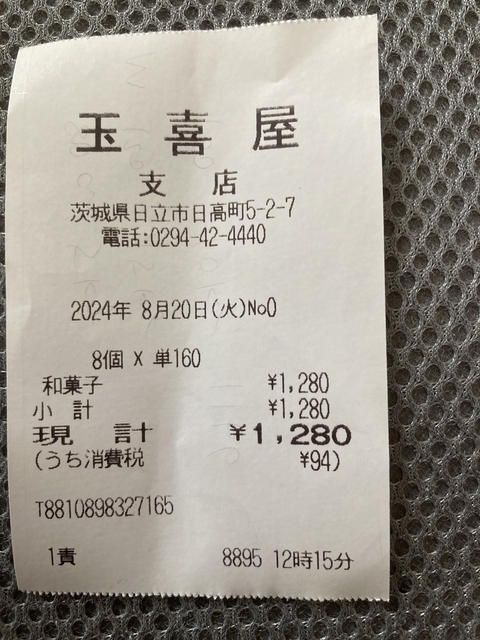 玉喜屋
支店
茨城県日立市日高町5-2-7
電話:0294-42-4440
2024年 8月20日(火)No0
8個 X 単160
和菓子 ¥1,280
小 計 ¥1,280
現 計 ¥1,280
(うち消費税 ¥94)
T8810898327165
1責 8895 12時15分